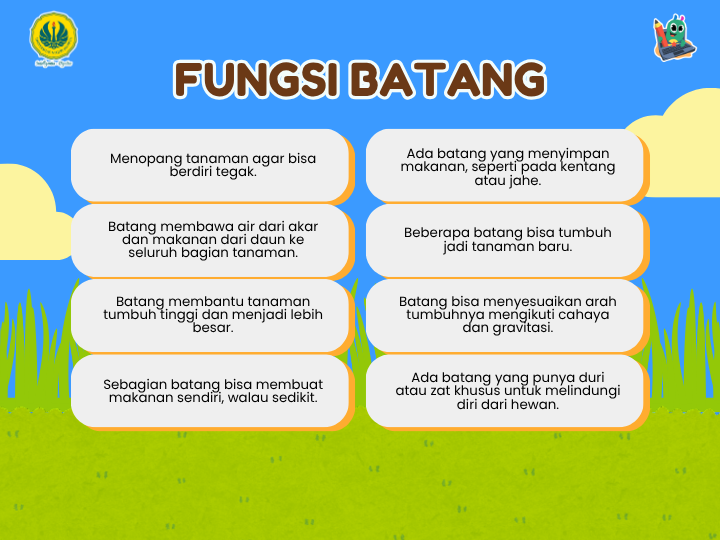 FUNGSI BATANG
Menopang tanaman agar bisa
berdiri tegak.
Batang membawa air dari akar
dan makanan dari daun ke
seluruh bagian tanaman.
Batang membantu tanaman
tumbuh tinggi dan menjadi lebih
besar.
Sebagian batang bisa membuat
makanan sendiri, walau sedikit.
Ada batang yang menyimpan
makanan, seperti pada kentang
atau jahe.
Beberapa batang bisa tumbuh
jadi tanaman baru.
Batang bisa menyesuaikan arah
tumbuhnya mengikuti cahaya
dan gravitasi.
Ada batang yang punya duri
atau zat khusus untuk melindungi
diri dari hewan.